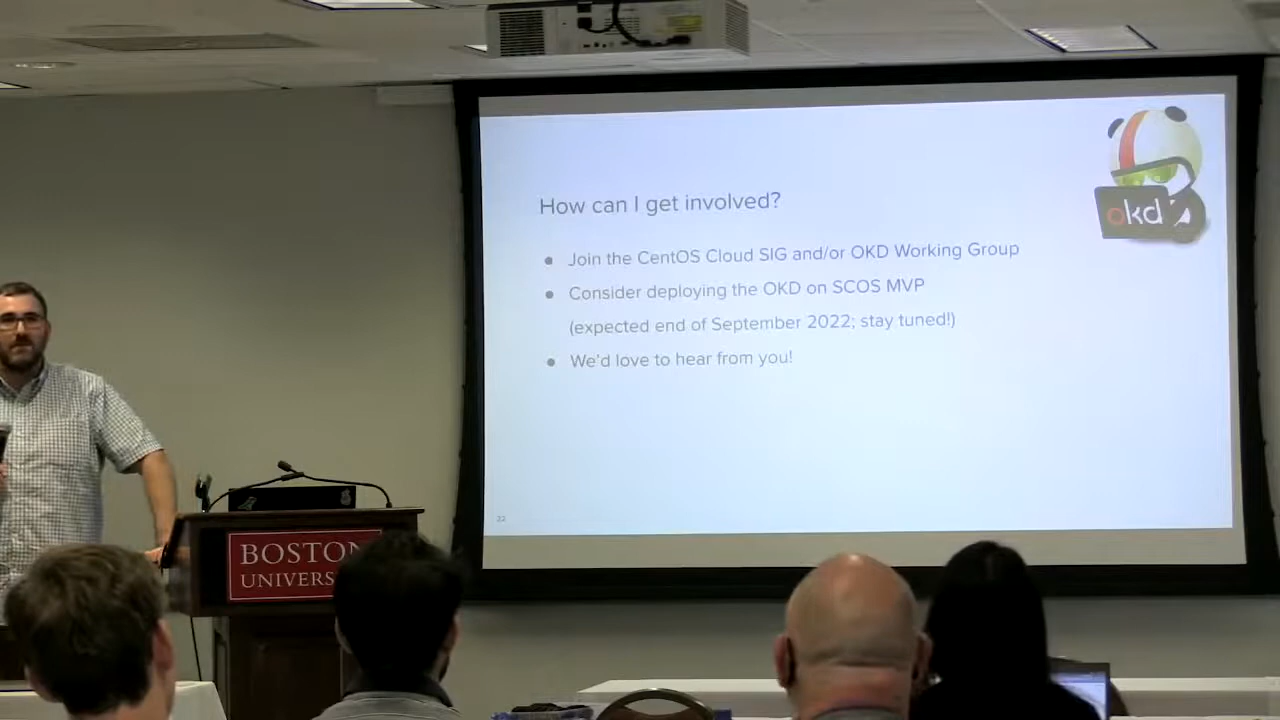 How can I get involved?
okd
● Join the CentOS Cloud SIG and/or OKD Working Group
● Consider deploying the OKD on SCOS MVP
(expected end of September 2022; stay tuned!)
● We'd love to hear from you!
22
BOSTON
UNIVERS